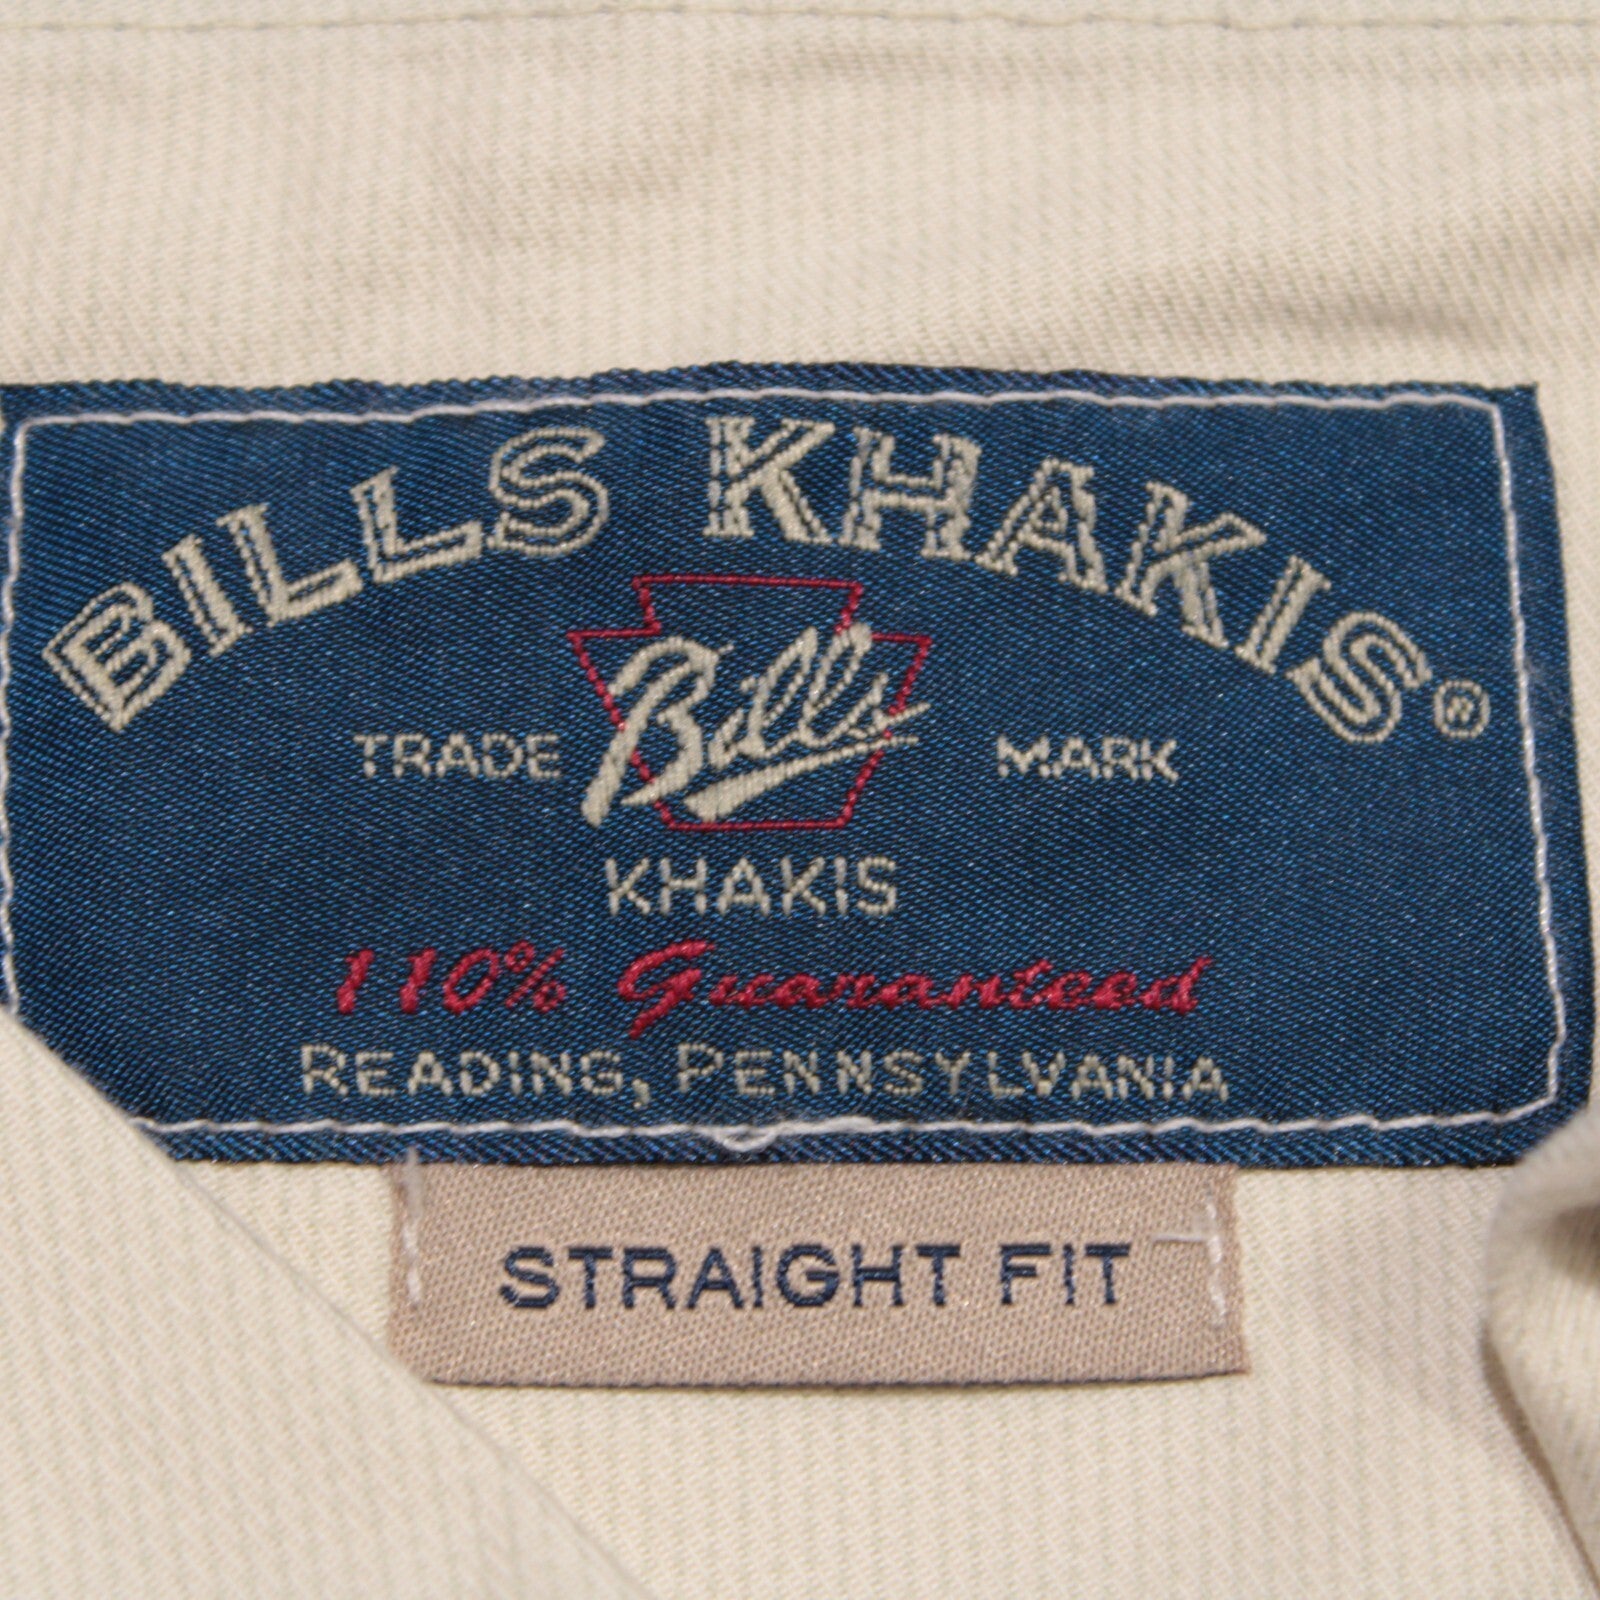 BILLS KHAKIS®
TRADE Bills MARK
KHAKIS
110% Guaranteed
READING, PENNSYLVANIA
STRAIGHT FIT